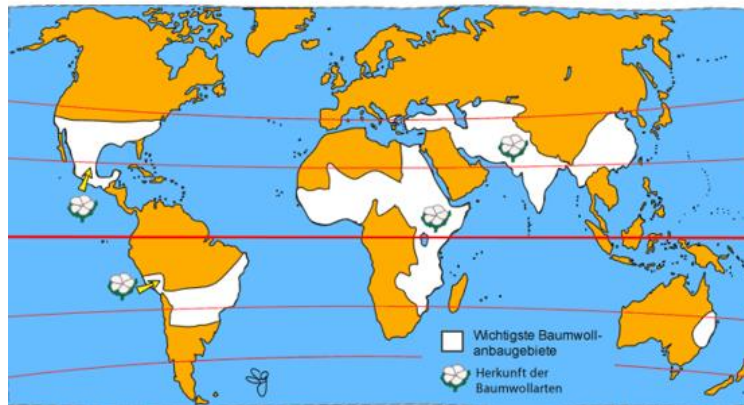 Wichtigste Baumwoll-
anbaugebiete
Herkunft der
Baumwollarten